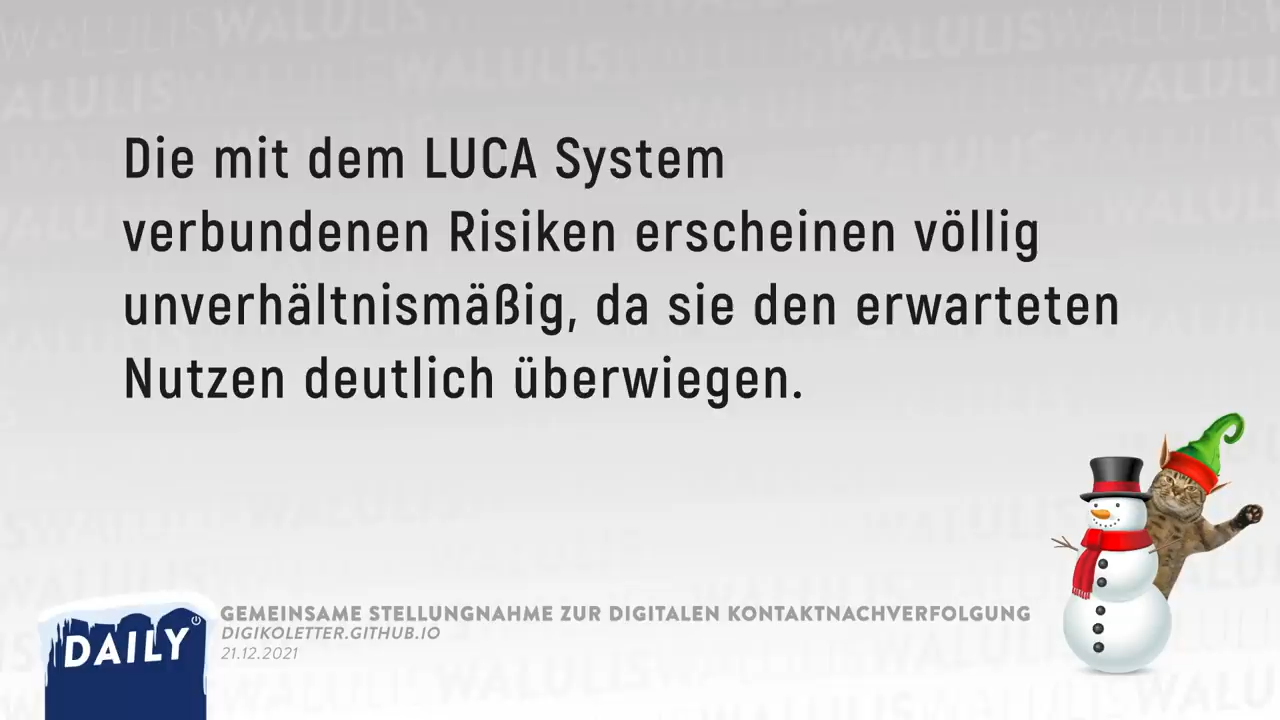 Die mit dem LUCA System
verbundenen Risiken erscheinen völlig
unverhältnismäßig, da sie den erwarteten
Nutzen deutlich überwiegen.
DAILY
GEMEINSAME STELLUNGNAHME ZUR DIGITALEN KONTAKTNACHVERFOLGUNG
DIGIKOLETTER.GITHUB.IO
21.12.2021